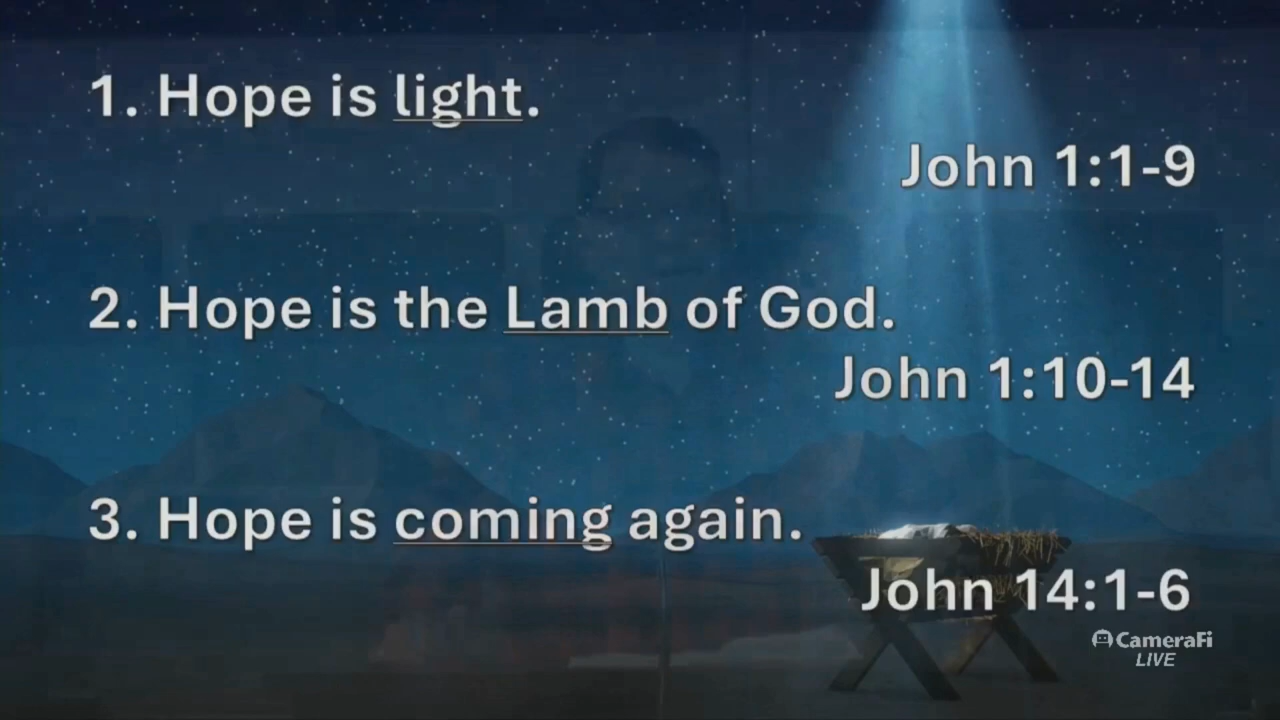 1. Hope is light.
John 1:1-9
2. Hope is the Lamb of God.
John 1:10-14
3. Hope is coming again.
John 14:1-6
CameraFi
LIVE